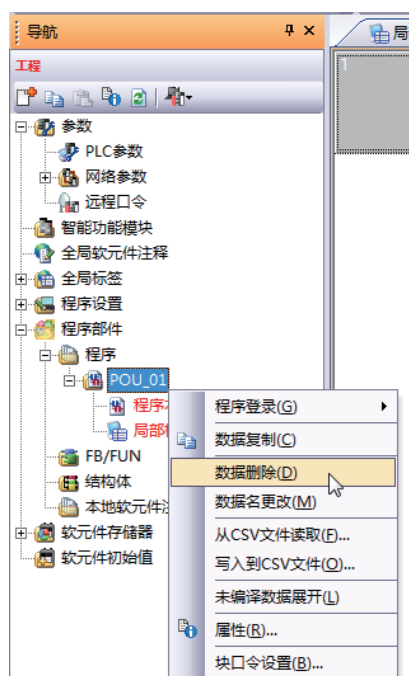 导航
局
工程
1
参数
PLC参数
网络参数
远程口令
智能功能模块
全局软元件注释
全局标签
程序设置
程序部件
程序
POU_01
程序
局部
FB/FUN
结构体
本地软元件
软元件存储器
软元件初始值
程序登录(G)
数据复制(C)
数据删除(D)
数据名更改(M)
从CSV文件读取(F)...
写入到CSV文件(O)...
未编译数据展开(L)
属性(R)...
块口令设置(B)...